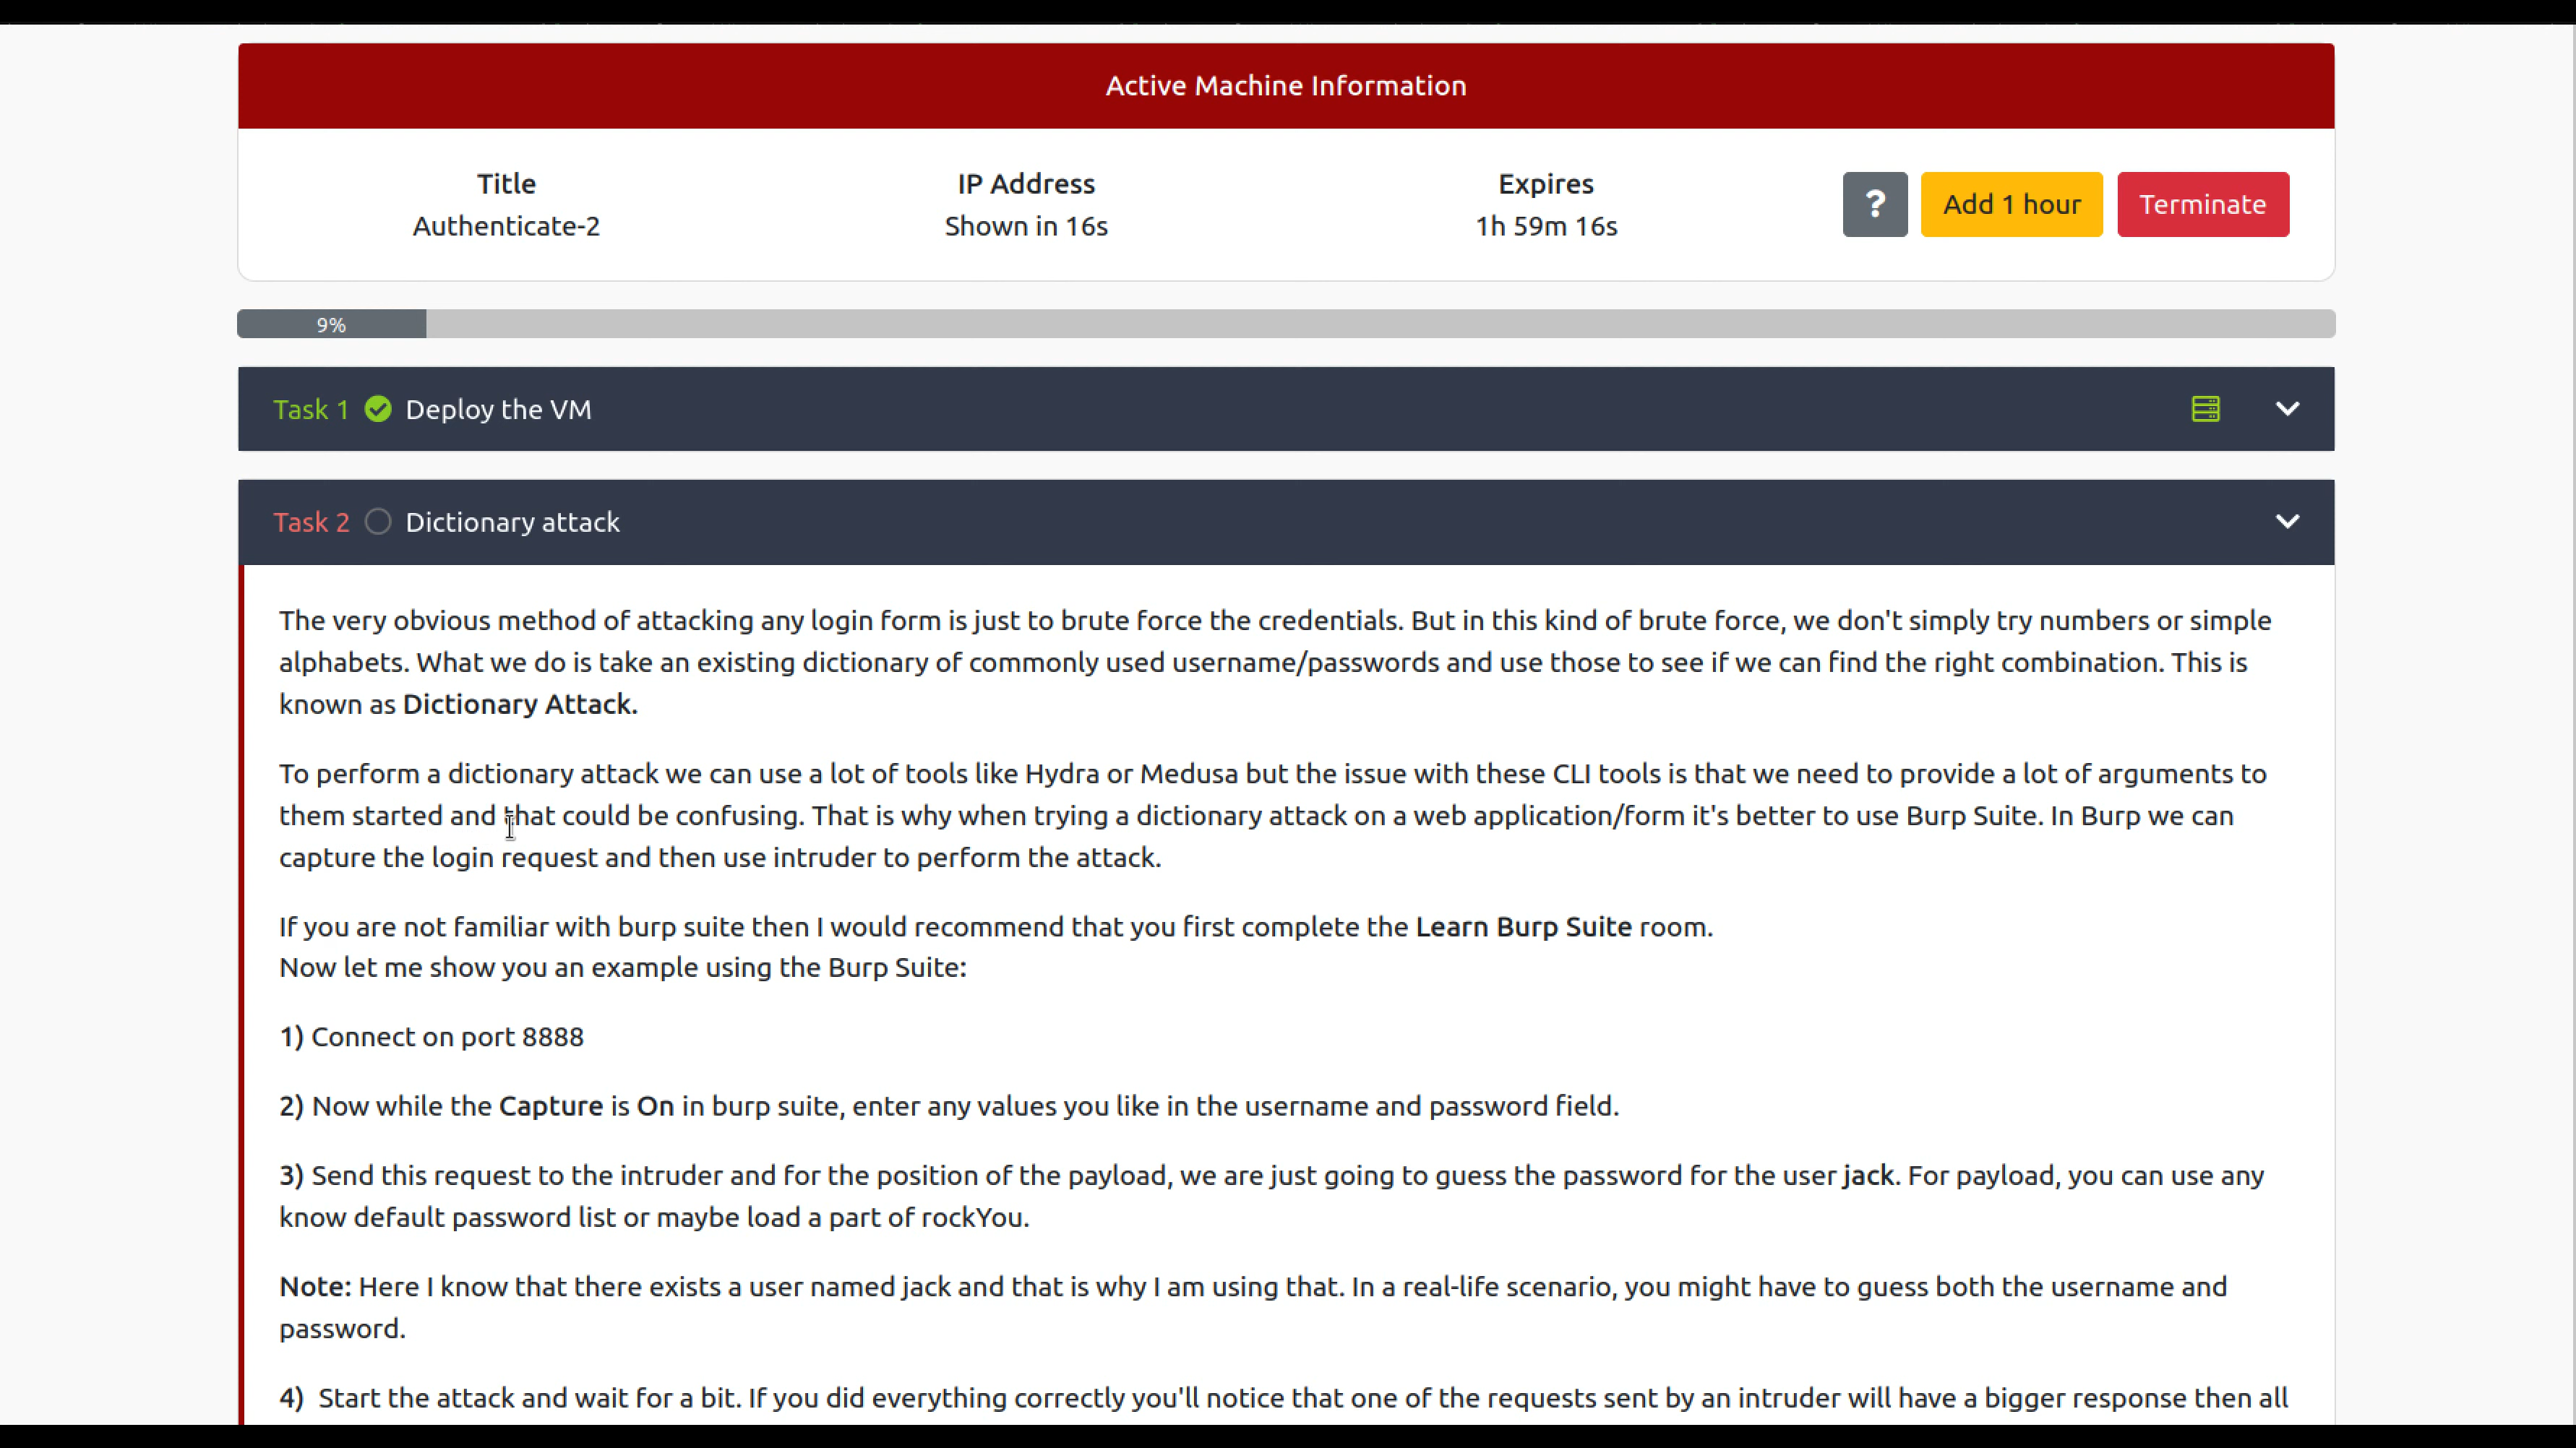 Active Machine Information
Title
IP Address
Expires
?
Add 1 hour
Terminate
Authenticate-2
Shown in 16s
1h 59m 16s
9%
Task 1 Deploy the VM
Task 2 Dictionary attack
The very obvious method of attacking any login form is just to brute force the credentials. But in this kind of brute force, we don't simply try numbers or simple
alphabets. What we do is take an existing dictionary of commonly used username/passwords and use those to see if we can find the right combination. This is
known as Dictionary Attack.
To perform a dictionary attack we can use a lot of tools like Hydra or Medusa but the issue with these CLI tools is that we need to provide a lot of arguments to
them started and that could be confusing. That is why when trying a dictionary attack on a web application/form it's better to use Burp Suite. In Burp we can
capture the login request and then use intruder to perform the attack.
If you are not familiar with burp suite then I would recommend that you first complete the Learn Burp Suite room.
Now let me show you an example using the Burp Suite:
1) Connect on port 8888
2) Now while the Capture is On in burp suite, enter any values you like in the username and password field.
3) Send this request to the intruder and for the position of the payload, we are just going to guess the password for the user jack. For payload, you can use any
know default password list or maybe load a part of rockYou.
Note: Here I know that there exists a user named jack and that is why I am using that. In a real-life scenario, you might have to guess both the username and
password.
4) Start the attack and wait for a bit. If you did everything correctly you'll notice that one of the requests sent by an intruder will have a bigger response then all